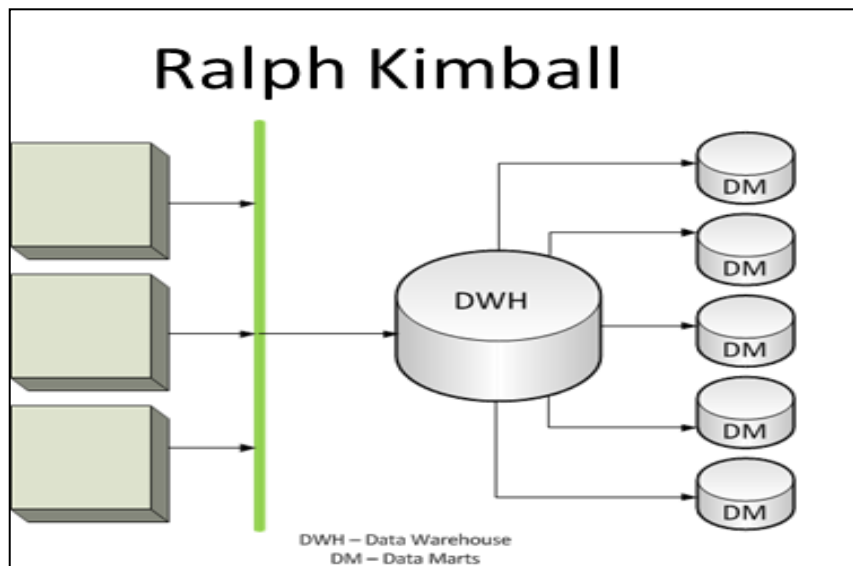 Ralph Kimball
DM
DM
DWH
DM
DM
DM
DWH – Data Warehouse
DM – Data Marts